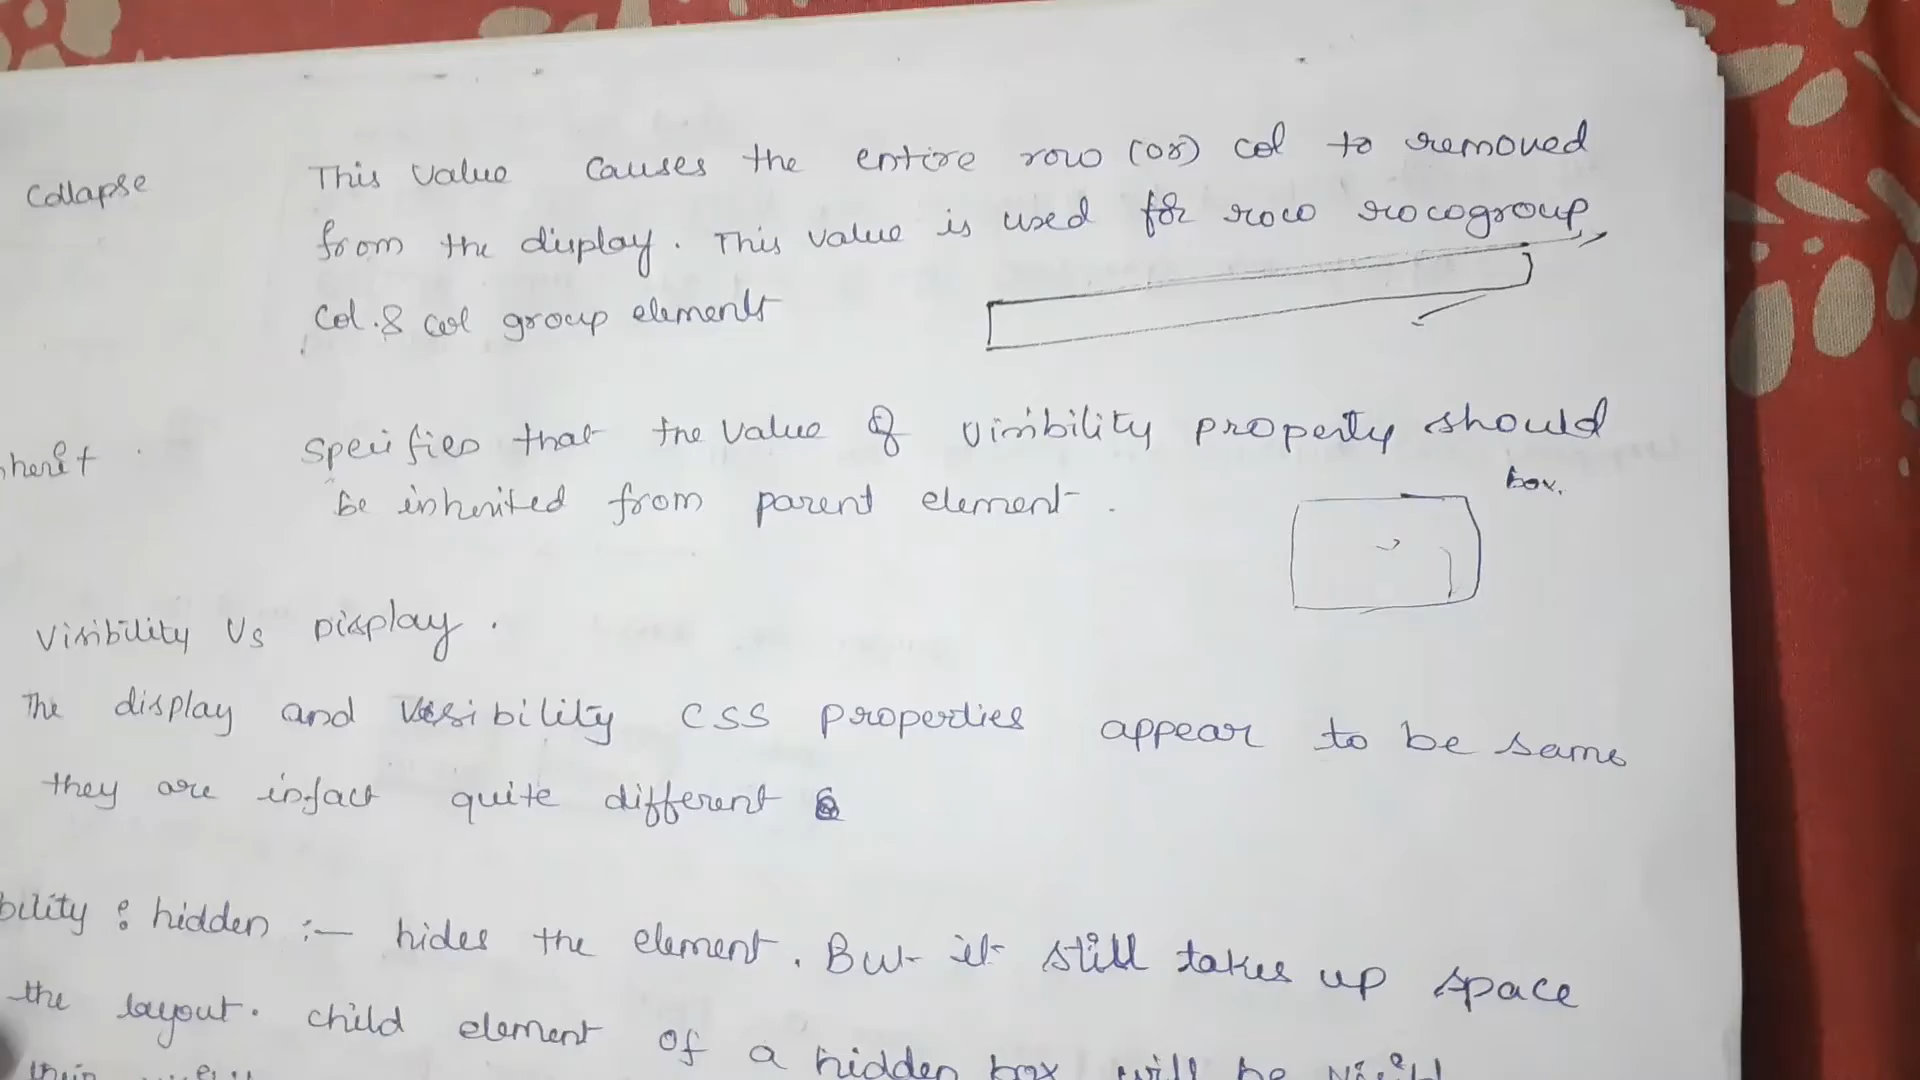 Collapse This value causes the entire row (or) col to removed
from the display. This value is used for row rowgroup
col & col group elements
herit Specifies that the value of visibility property should
be inherited from parent element.
box.
Visibility Vs Display.
The display and visibility CSS properties appear to be same
they are infact quite different
bility : hidden :- hides the element. But it still takes up space
the layout. child element of a hidden box will be